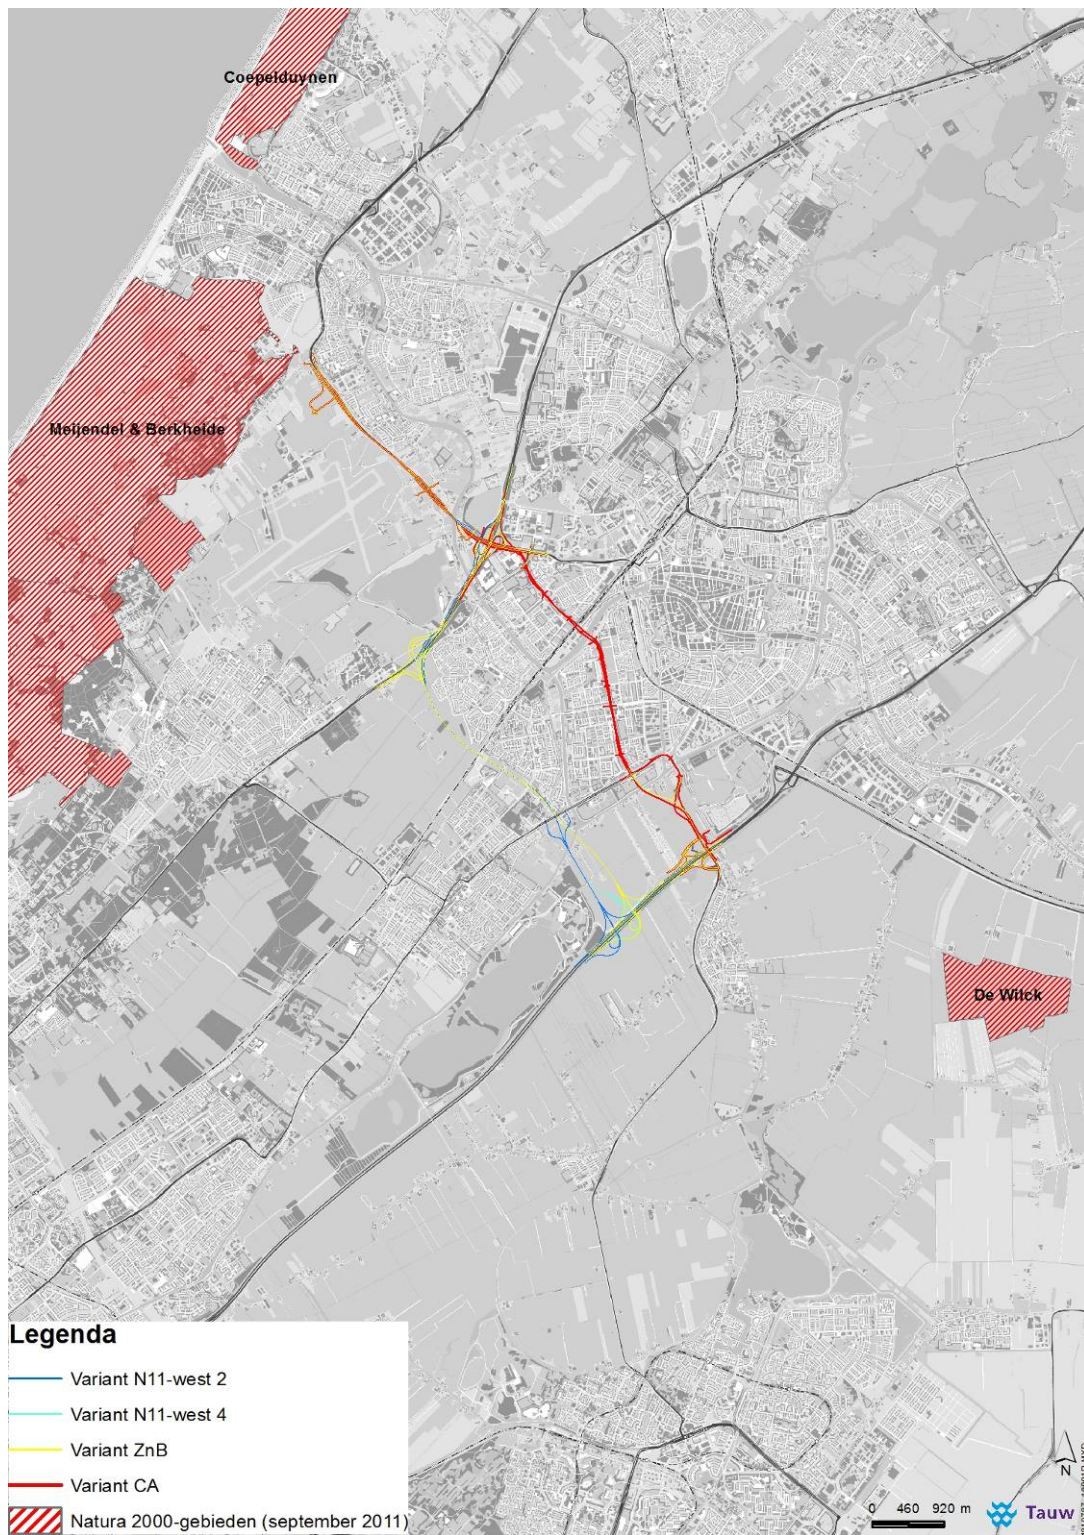 Coepelduynen
Meijendel & Berkheide
De Wilck
Legenda
Variant N11-west 2
Variant N11-west 4
Variant ZnB
Variant CA
Natura 2000-gebieden (september 2011)
N
0 460 920 m
Tauw